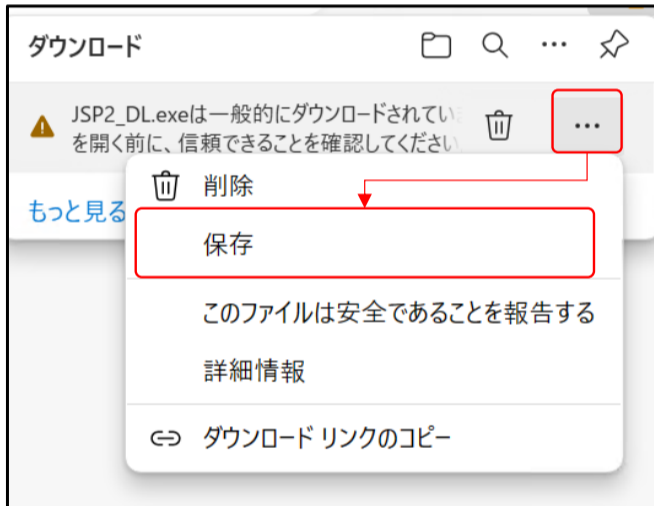 ダウンロード
JSP2_DL.exeは一般的にダウンロードされてい
を開く前に、信頼できることを確認してください
削除
もっと見る
保存
このファイルは安全であることを報告する
詳細情報
ダウンロード リンクのコピー